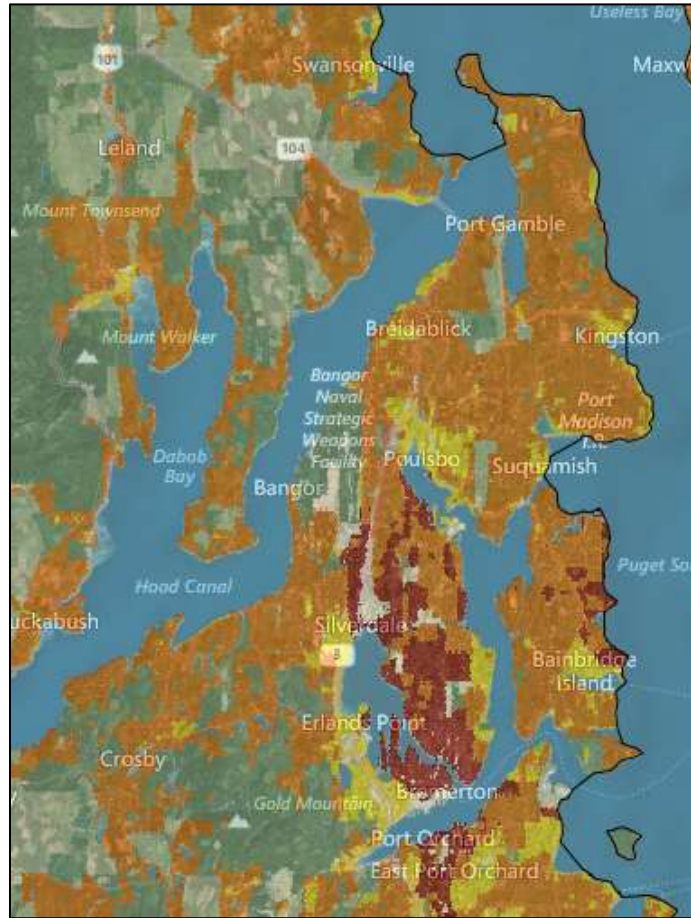 Useless Bay
101
Swansonville
Maxw
Leland
104
Mount Townsend
Port Gamble
Breidablick
Kingston
Mount Walker
Bangor
Naval
Strategic
Weapons
Facility
Port
Madison
I.R.
Dabob
Bay
Poulsbo
Suquamish
Bangor
Hood Canal
Puget So
uckabush
Silverdale
3
Bainbridge
Island
Erlands Point
Crosby
Gold Mountain
Bremerton
Port Orchard
East Port Orchard